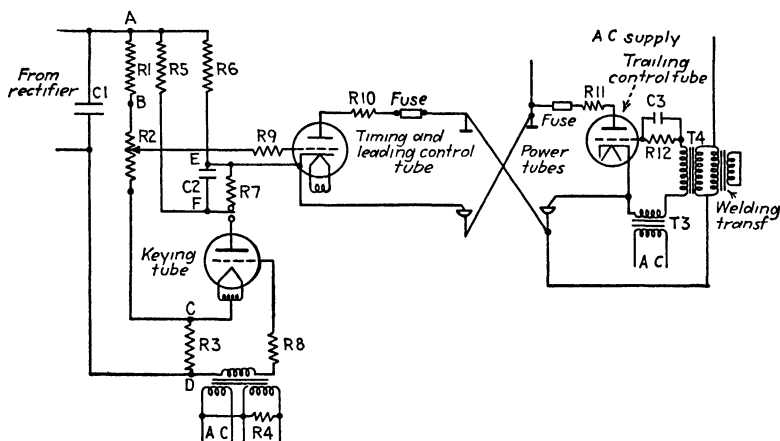 A
From
rectifier
C1
R1
R5
R6
B
R2
R9
E
C2
F
R7
R10
Fuse
Timing and
leading control
tube
Keying
tube
C
R3
D
R8
AC
R4
AC supply
Trailing
control tube
R11
Fuse
C3
R12
T4
Power
tubes
T3
AC
Welding
transf